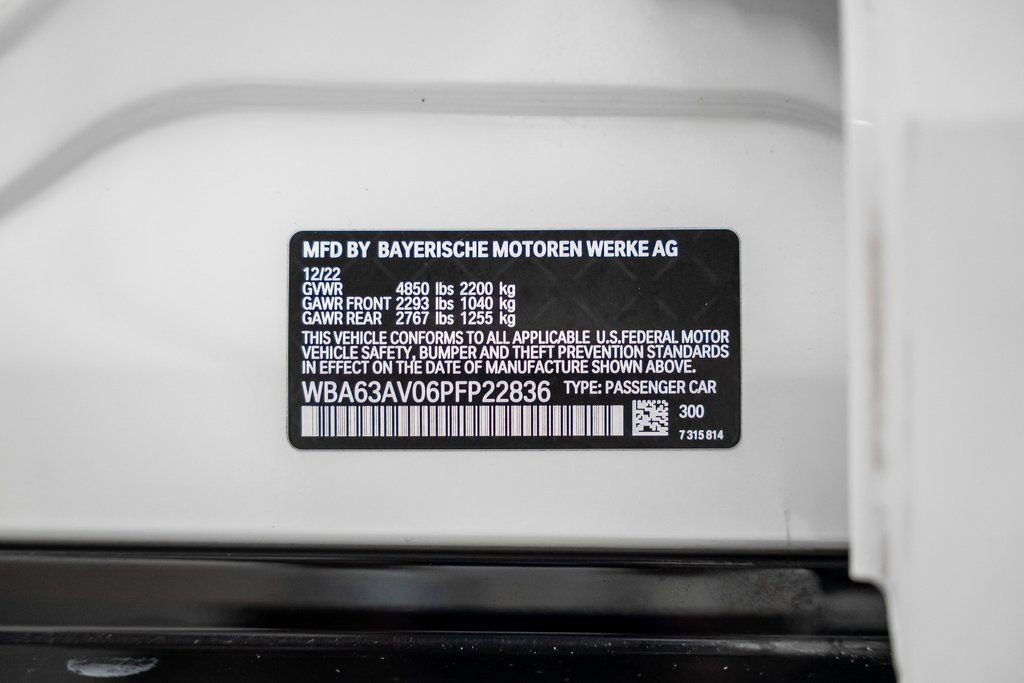 MFD BY BAYERISCHE MOTOREN WERKE AG
12/22
GVWR 4850 lbs 2200 kg
GAWR FRONT 2293 lbs 1040 kg
GAWR REAR 2767 lbs 1255 kg
THIS VEHICLE CONFORMS TO ALL APPLICABLE U.S.FEDERAL MOTOR
VEHICLE SAFETY, BUMPER AND THEFT PREVENTION STANDARDS
IN EFFECT ON THE DATE OF MANUFACTURE SHOWN ABOVE.
WBA63AV06PFP22836 TYPE: PASSENGER CAR
300
7 315 814